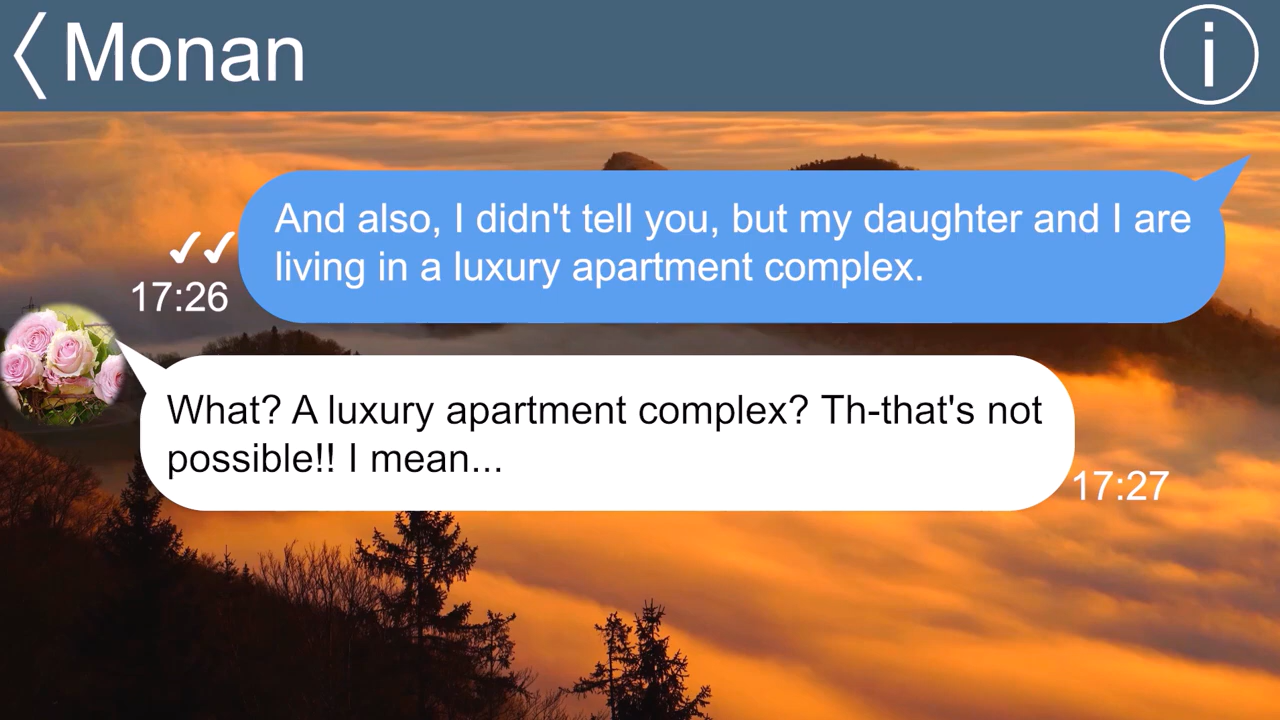 Monan
i
And also, I didn't tell you, but my daughter and I are
living in a luxury apartment complex.
17:26
What? A luxury apartment complex? Th-that's not
possible!! I mean...
17:27